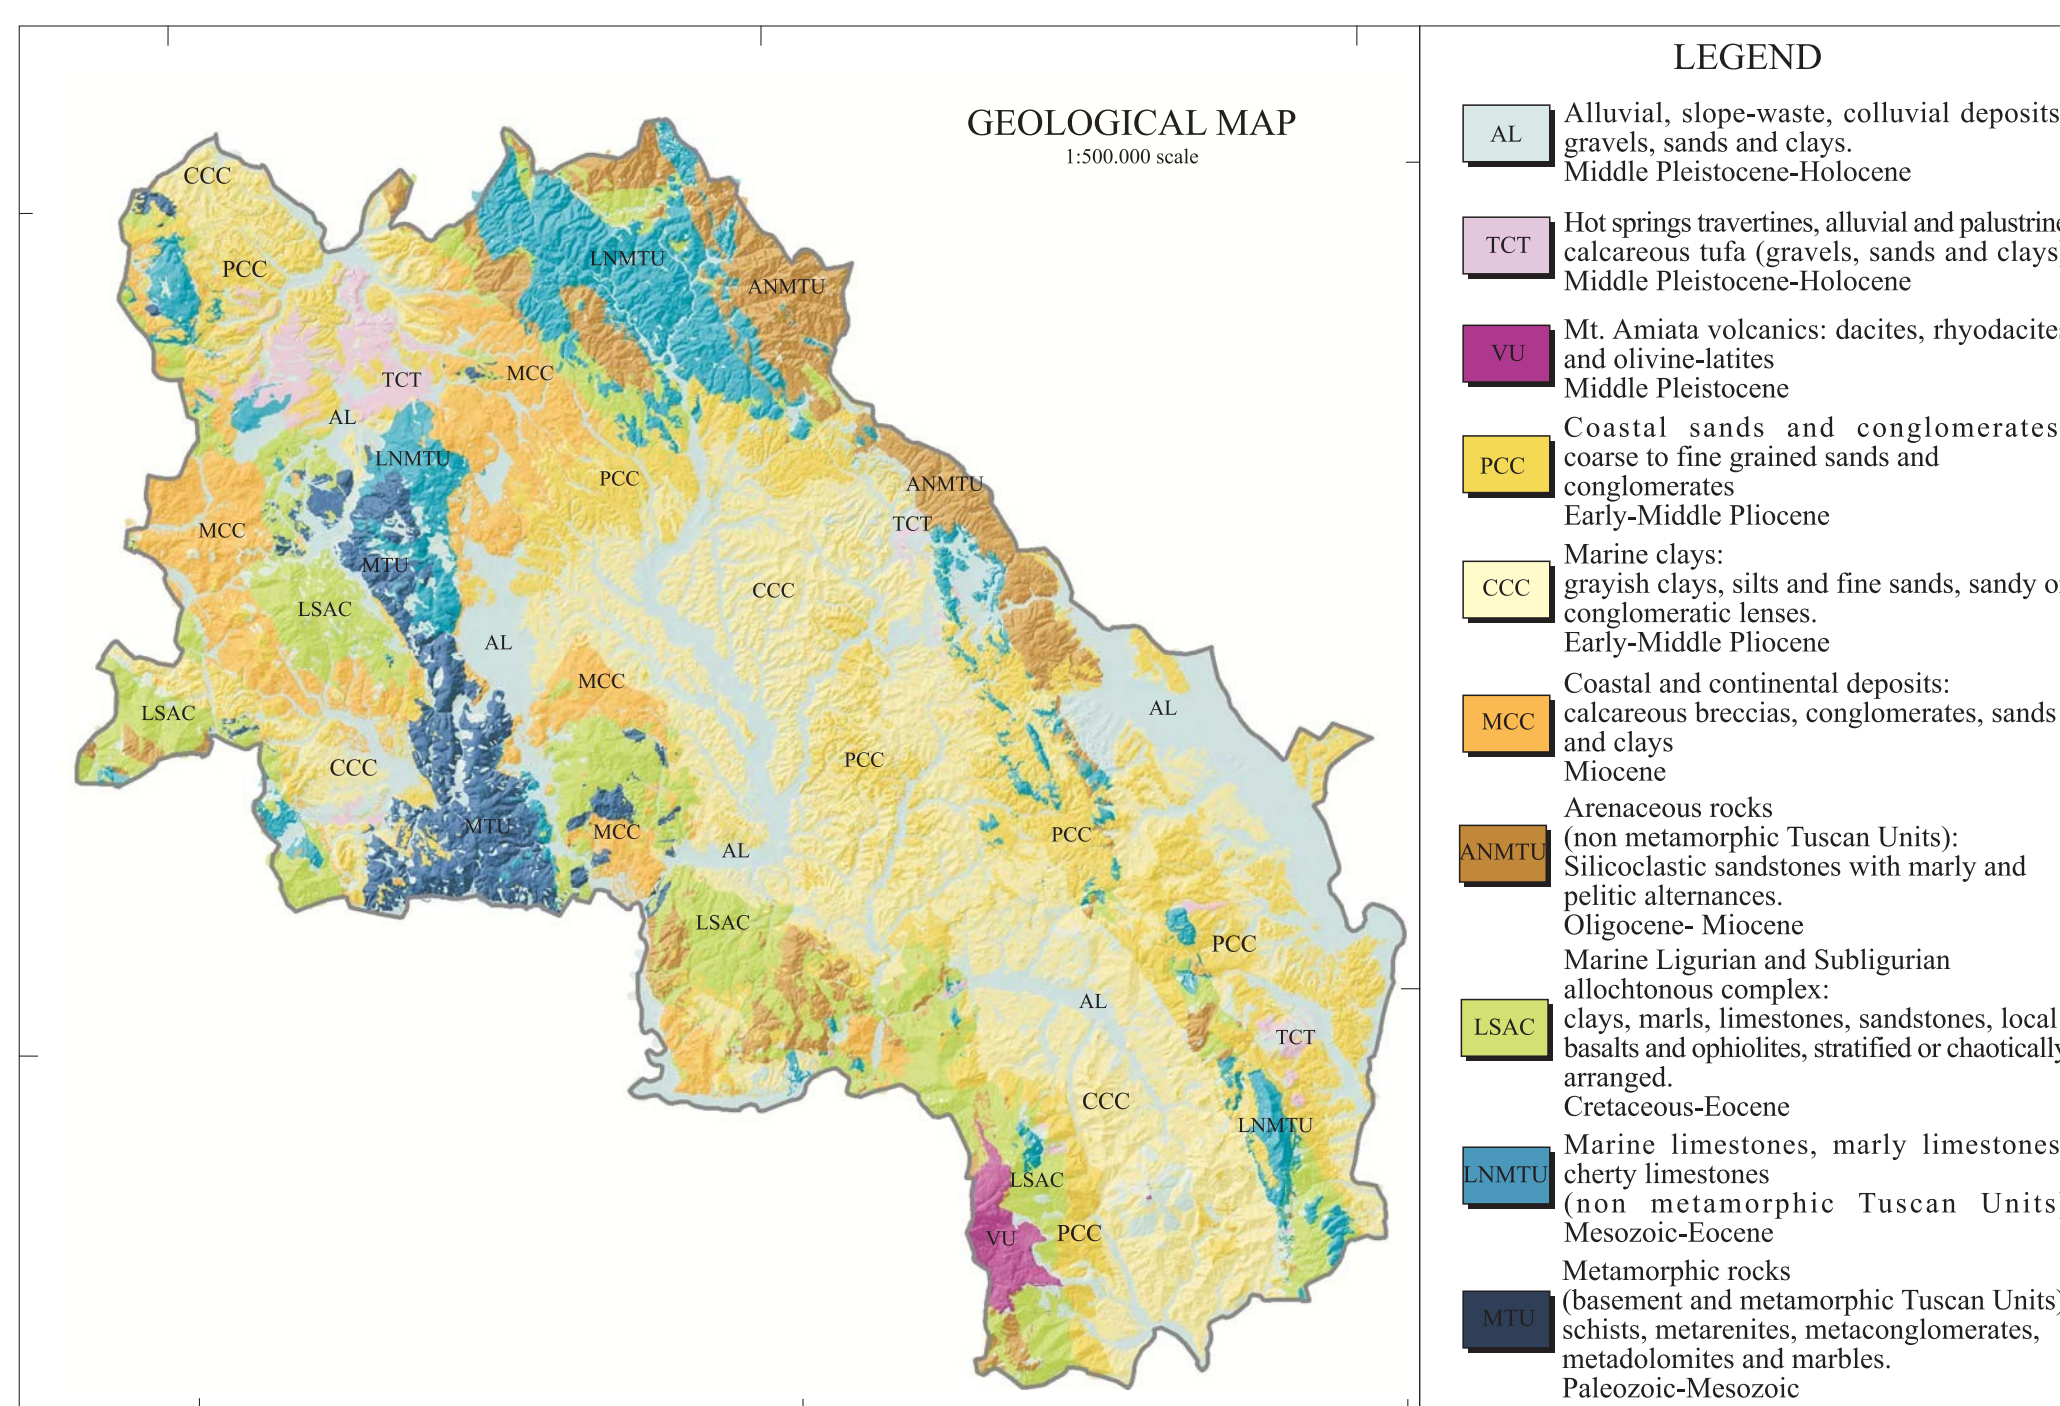 GEOLOGICAL MAP
1:500.000 scale
CCC
PCC
LNMTU
ANMTU
TCT
MCC
AL
LNMTU
PCC
ANMTU
TCT
MCC
MTU
CCC
LSAC
AL
MCC
LSAC
AL
CCC
PCC
MTU
MCC
PCC
AL
LSAC
PCC
AL
TCT
CCC
LNMTU
LSAC
VU
PCC
LEGEND
AL
Alluvial, slope-waste, colluvial deposits
gravels, sands and clays.
Middle Pleistocene-Holocene
TCT
Hot springs travertines, alluvial and palustrine
calcareous tufa (gravels, sands and clays
Middle Pleistocene-Holocene
VU
Mt. Amiata volcanics: dacites, rhyodacites
and olivine-latites
Middle Pleistocene
PCC
Coastal sands and conglomerates
coarse to fine grained sands and
conglomerates
Early-Middle Pliocene
CCC
Marine clays:
grayish clays, silts and fine sands, sandy or
conglomeratic lenses.
Early-Middle Pliocene
MCC
Coastal and continental deposits:
calcareous breccias, conglomerates, sands
and clays
Miocene
ANMTU
Arenaceous rocks
(non metamorphic Tuscan Units):
Silicoclastic sandstones with marly and
pelitic alternances.
Oligocene- Miocene
LSAC
Marine Ligurian and Subligurian
allochtonous complex:
clays, marls, limestones, sandstones, local
basalts and ophiolites, stratified or chaotically
arranged.
Cretaceous-Eocene
LNMTU
Marine limestones, marly limestones
cherty limestones
(non metamorphic Tuscan Units)
Mesozoic-Eocene
MTU
Metamorphic rocks
(basement and metamorphic Tuscan Units)
schists, metarenites, metaconglomerates,
metadolomites and marbles.
Paleozoic-Mesozoic